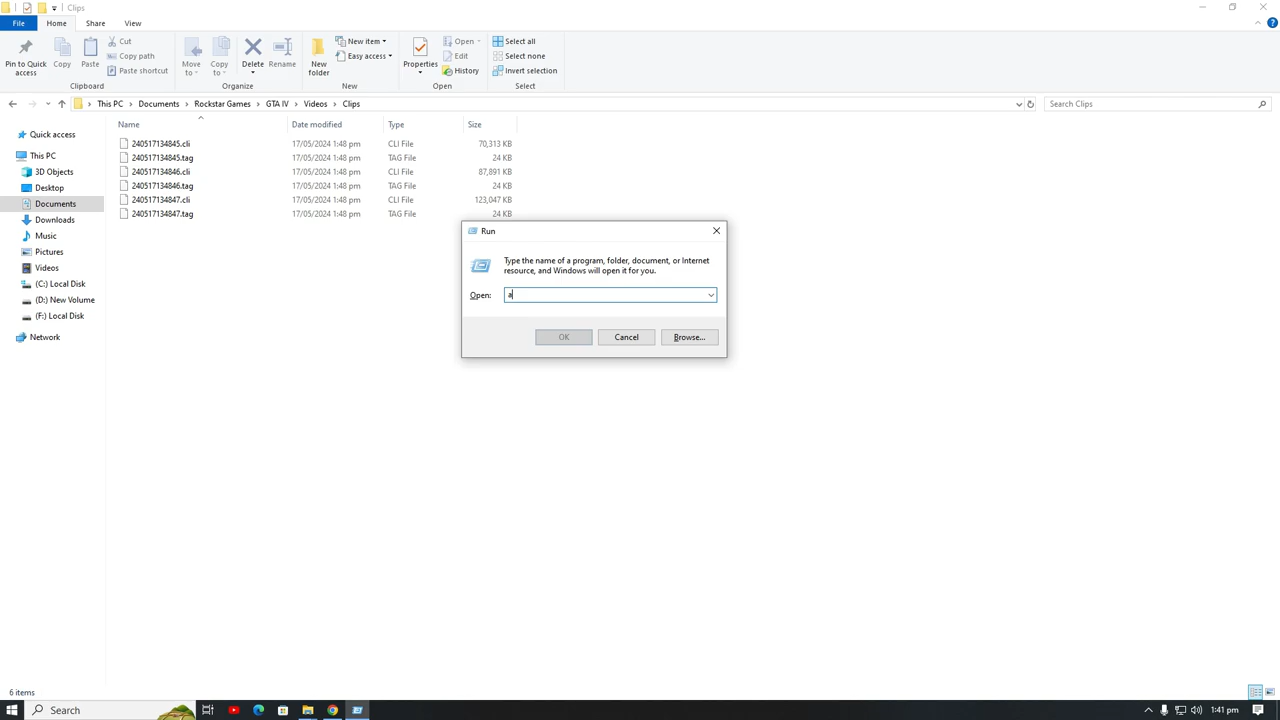 Clips
File
Home
Share
View
Pin to Quick access
Copy
Paste
Cut
Copy path
Paste shortcut
Clipboard
Move to
Copy to
Delete
Rename
Organize
New folder
New item
Easy access
New
Properties
Open
Edit
History
Open
Select all
Select none
Invert selection
Select
This PC > Documents > Rockstar Games > GTA IV > Videos > Clips
Search Clips
Name Date modified Type Size
240517134845.cli 17/05/2024 1:48 pm CLI File 70,313 KB
240517134845.tag 17/05/2024 1:48 pm TAG File 24 KB
240517134846.cli 17/05/2024 1:48 pm CLI File 87,891 KB
240517134846.tag 17/05/2024 1:48 pm TAG File 24 KB
240517134847.cli 17/05/2024 1:48 pm CLI File 123,047 KB
240517134847.tag 17/05/2024 1:48 pm TAG File 24 KB
Quick access
This PC
3D Objects
Desktop
Documents
Downloads
Music
Pictures
Videos
(C:) Local Disk
(D:) New Volume
(F:) Local Disk
Network
Run
Type the name of a program, folder, document, or Internet
resource, and Windows will open it for you.
Open: a
OK
Cancel
Browse...
6 items
Search
1:41 pm